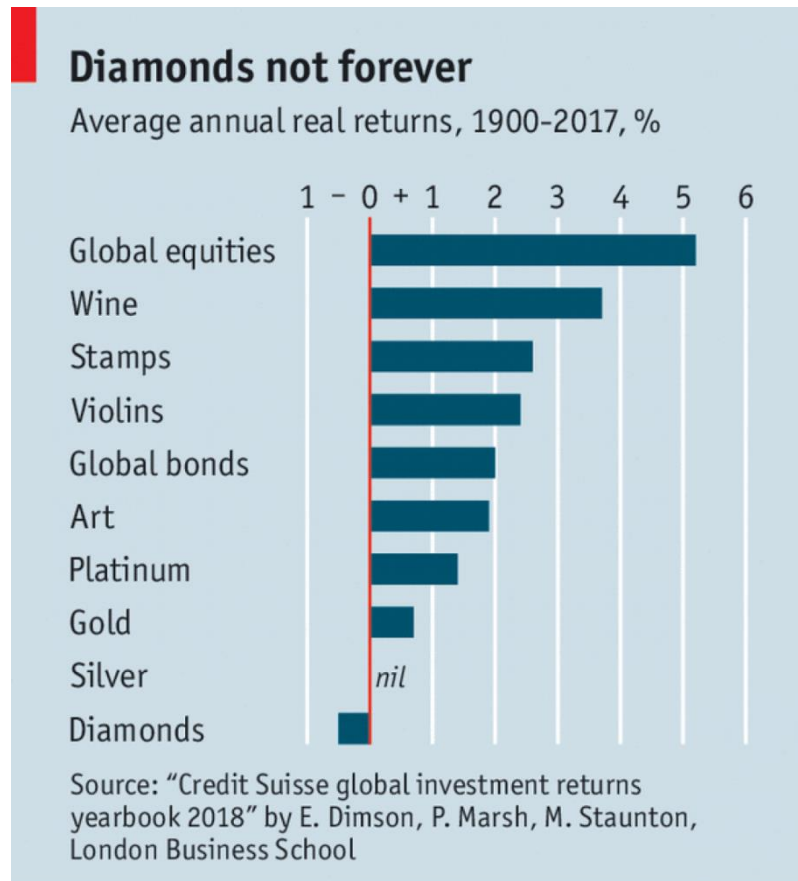 Diamonds not forever
Average annual real returns, 1900-2017, %
1 – 0 + 1 2 3 4 5 6
Global equities
Wine
Stamps
Violins
Global bonds
Art
Platinum
Gold
Silver nil
Diamonds
Source: “Credit Suisse global investment returns
yearbook 2018” by E. Dimson, P. Marsh, M. Staunton,
London Business School